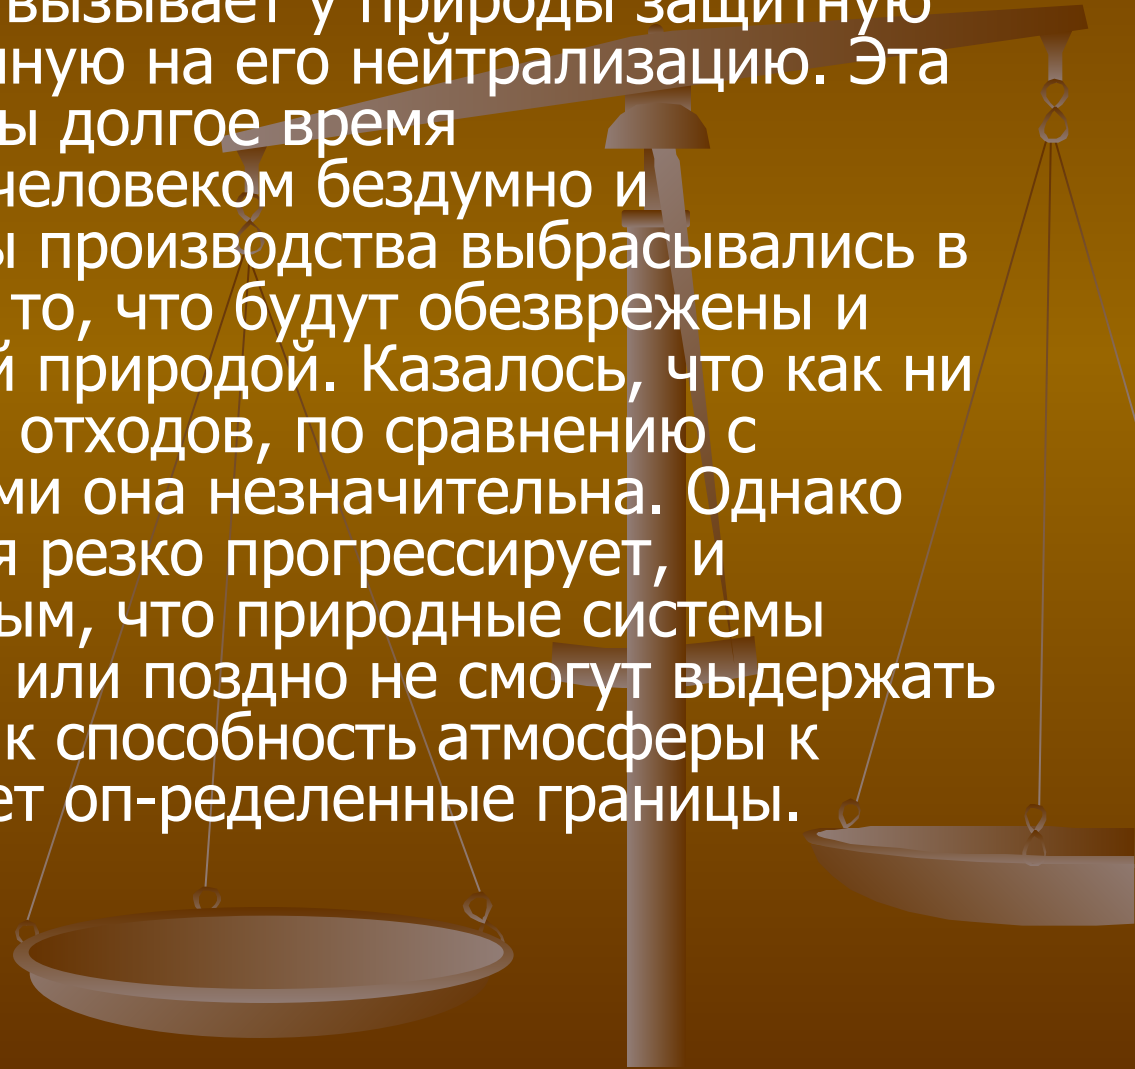 вызывает у природы защитную
нную на его нейтрализацию. Эта
ы долгое время
человеком бездумно и
ы производства выбрасывались в
то, что будут обезврежены и
й природой. Казалось, что как ни
отходов, по сравнению с
ми она незначительна. Однако
я резко прогрессирует, и
ым, что природные системы
или поздно не смогут выдержать
к способность атмосферы к
ет оп-ределенные границы.